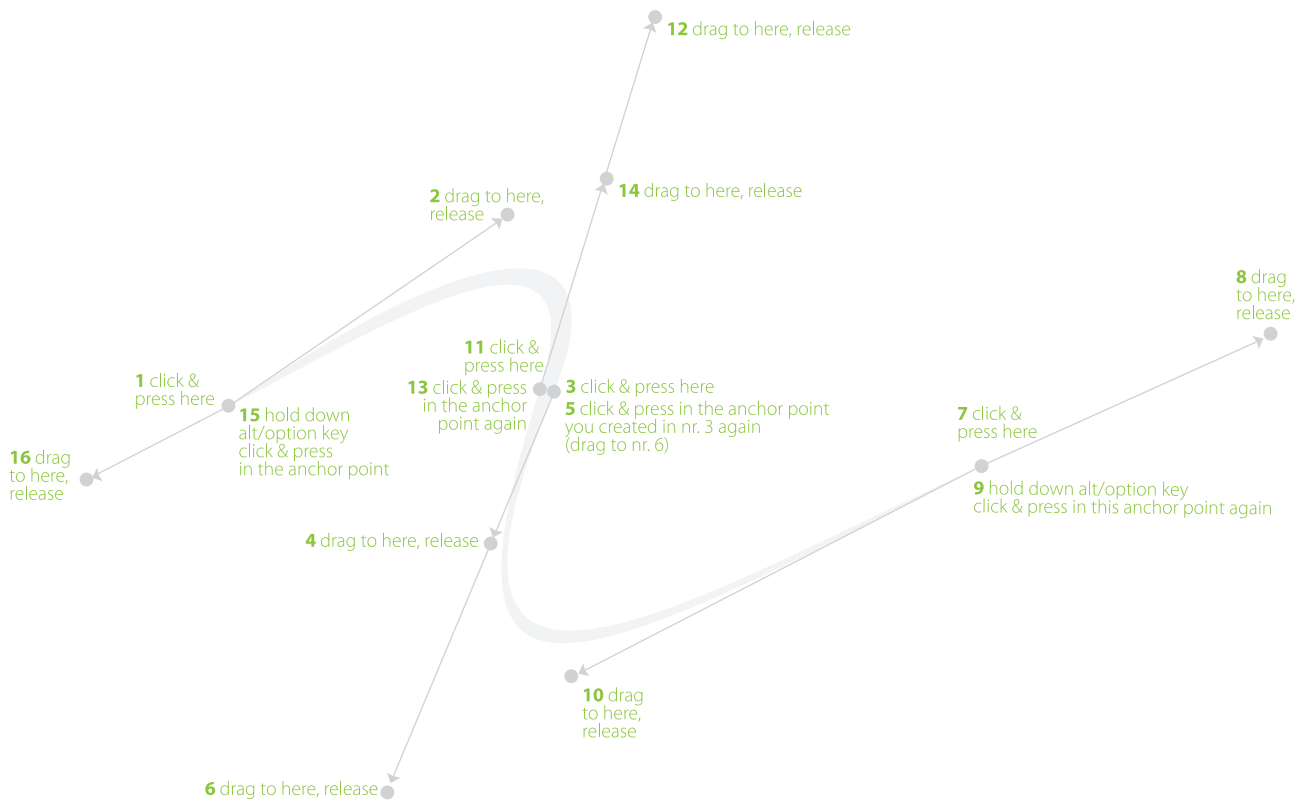 12 drag to here, release
14 drag to here, release
2 drag to here,
release
8 drag
to here,
release
11 click &
press here
13 click & press
in the anchor
point again
3 click & press here
5 click & press in the anchor point
you created in nr. 3 again
(drag to nr. 6)
1 click &
press here
15 hold down
alt/option key
click & press
in the anchor point
7 click &
press here
16 drag
to here,
release
9 hold down alt/option key
click & press in this anchor point again
4 drag to here, release
10 drag
to here,
release
6 drag to here, release